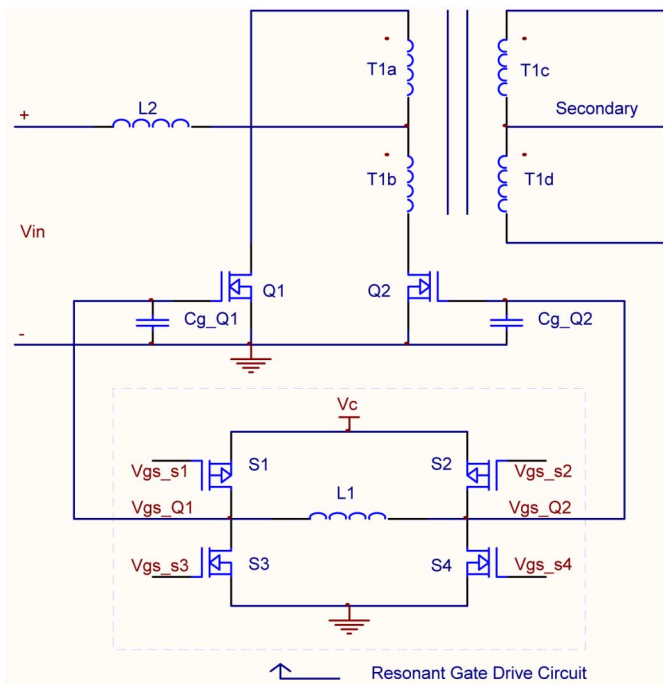 T1a
T1c
L2
Secondary
+
T1b
T1d
Vin
Q1
Q2
Cg_Q1
Cg_Q2
-
Vc
Vgs_s1
S1
S2
Vgs_s2
L1
Vgs_Q1
Vgs_Q2
Vgs_s3
S3
S4
Vgs_s4
Resonant Gate Drive Circuit